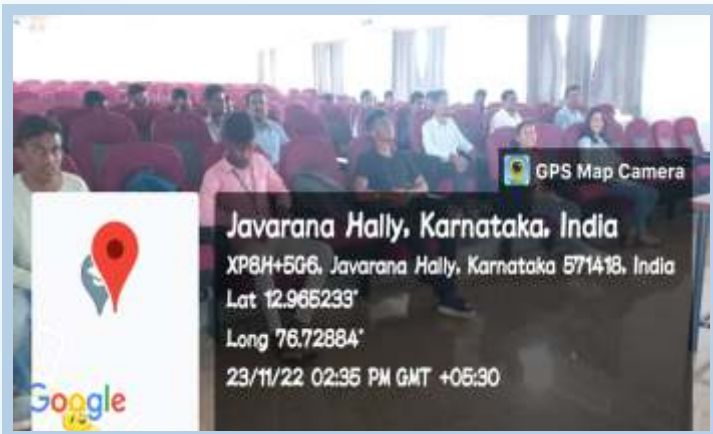 GPS Map Camera
Javarana Hally, Karnataka, India
XP8H+5G6, Javarana Hally, Karnataka 571418, India
Lat 12.965233°
Long 76.72884°
23/11/22 02:35 PM GMT +05:30
Google